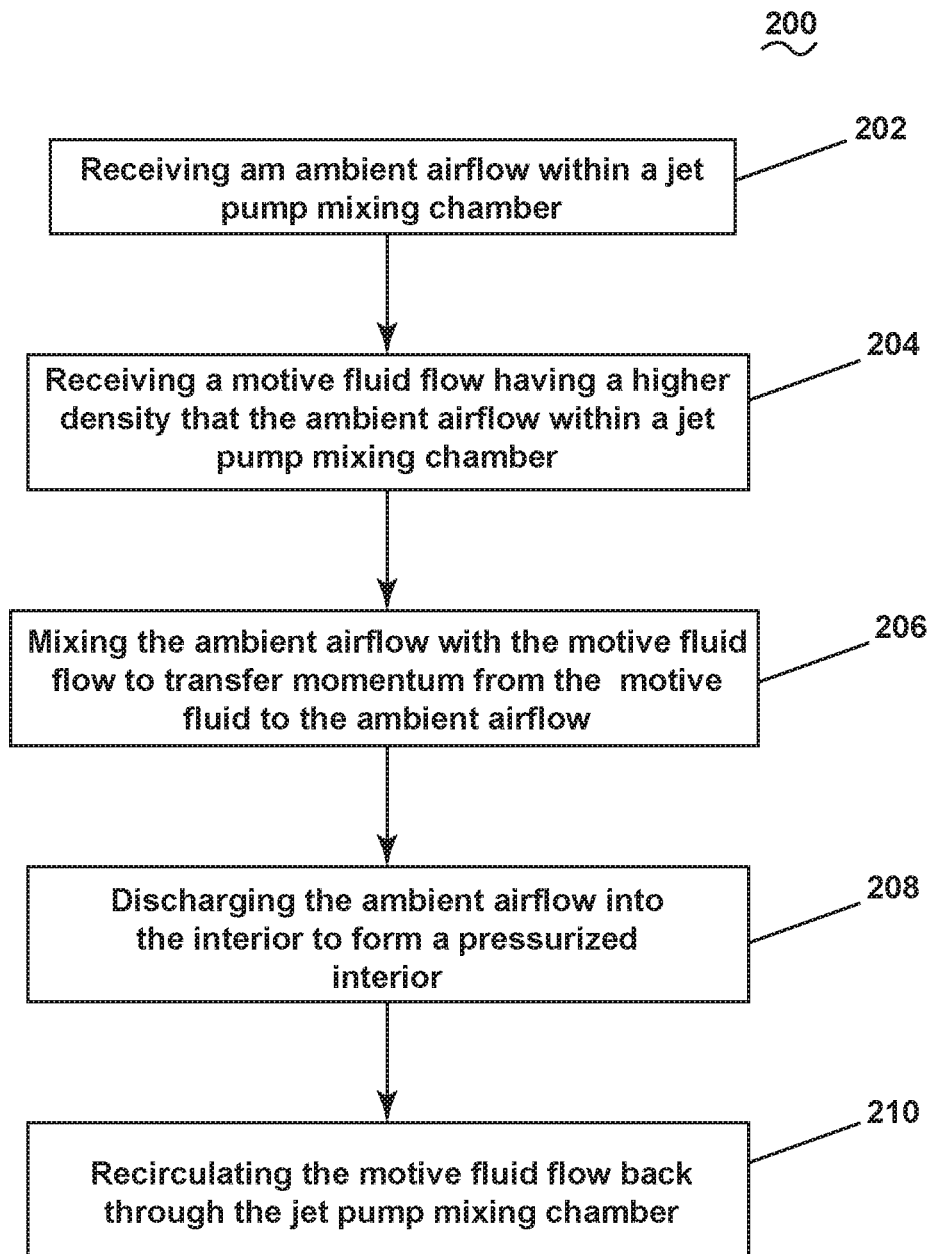 200
202
Receiving am ambient airflow within a jet
pump mixing chamber
204
Receiving a motive fluid flow having a higher
density that the ambient airflow within a jet
pump mixing chamber
206
Mixing the ambient airflow with the motive fluid
flow to transfer momentum from the motive
fluid to the ambient airflow
208
Discharging the ambient airflow into
the interior to form a pressurized
interior
210
Recirculating the motive fluid flow back
through the jet pump mixing chamber